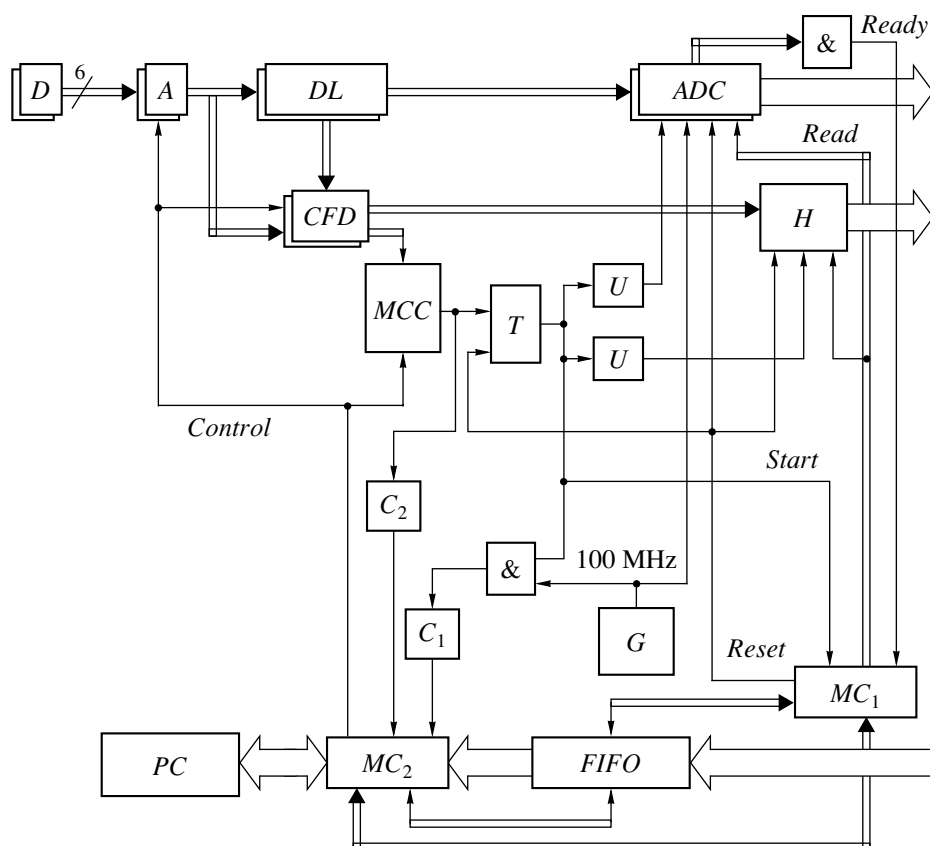 Ready
&
6
D
A
DL
ADC
Read
CFD
H
MCC
T
U
U
Control
Start
C2
100 MHz
&
C1
G
Reset
MC1
PC
MC2
FIFO